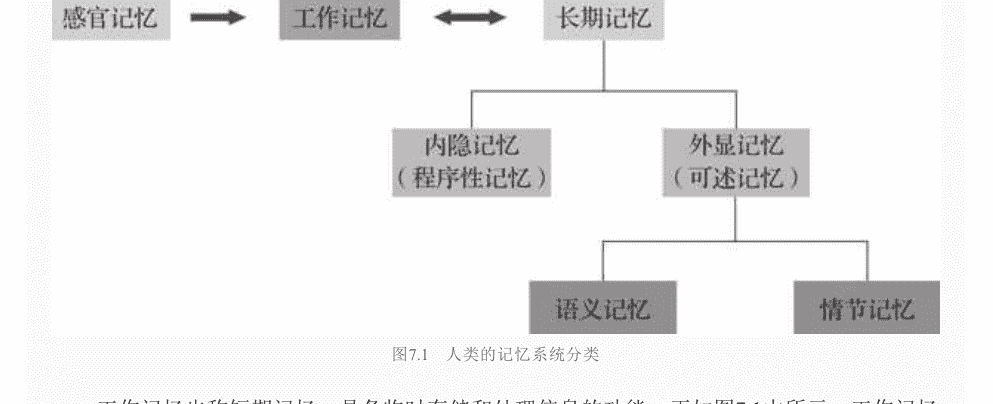 感官记忆 工作记忆 长期记忆
内隐记忆 外显记忆
（程序性记忆） （可述记忆）
语义记忆 情节记忆
图7.1 人类的记忆系统分类